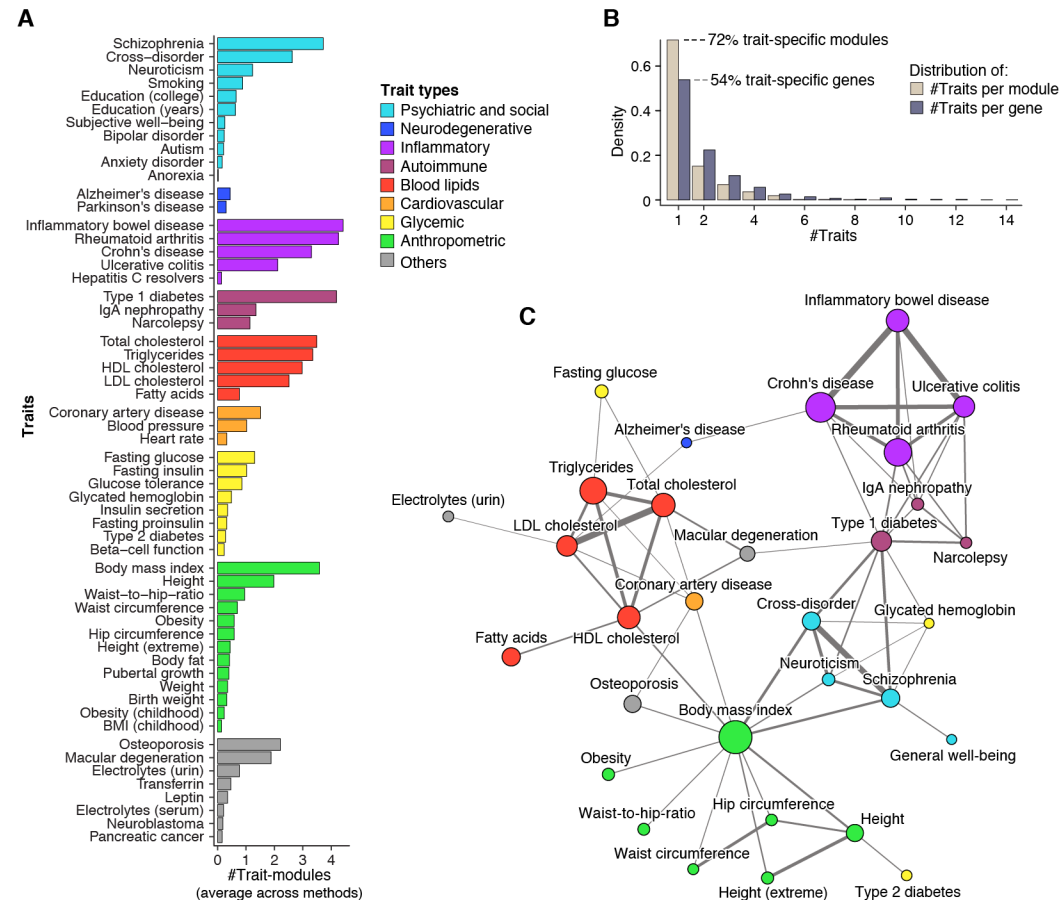 A
Schizophrenia
Cross–disorder
Neuroticism
Smoking
Education (college)
Education (years)
Subjective well–being
Bipolar disorder
Autism
Anxiety disorder
Anorexia
Alzheimer's disease
Parkinson's disease
Inflammatory bowel disease
Rheumatoid arthritis
Crohn's disease
Ulcerative colitis
Hepatitis C resolvers
Type 1 diabetes
IgA nephropathy
Narcolepsy
Total cholesterol
Triglycerides
HDL cholesterol
LDL cholesterol
Fatty acids
Coronary artery disease
Blood pressure
Heart rate
Fasting glucose
Fasting insulin
Glucose tolerance
Glycated hemoglobin
Insulin secretion
Fasting proinsulin
Type 2 diabetes
Beta–cell function
Body mass index
Height
Waist–to–hip–ratio
Waist circumference
Obesity
Hip circumference
Height (extreme)
Body fat
Pubertal growth
Weight
Birth weight
Obesity (childhood)
BMI (childhood)
Osteoporosis
Macular degeneration
Electrolytes (urin)
Transferrin
Leptin
Electrolytes (serum)
Neuroblastoma
Pancreatic cancer
Traits
0 1 2 3 4
#Trait-modules
(average across methods)
Trait types
Psychiatric and social
Neurodegenerative
Inflammatory
Autoimmune
Blood lipids
Cardiovascular
Glycemic
Anthropometric
Others
B
72% trait-specific modules
54% trait-specific genes
Distribution of:
#Traits per module
#Traits per gene
Density
0.6
0.4
0.2
0
1 2 4 6 8 10 12 14
#Traits
C
Inflammatory bowel disease
Fasting glucose
Crohn's disease
Ulcerative colitis
Alzheimer's disease
Rheumatoid arthritis
Triglycerides
Total cholesterol
IgA nephropathy
Electrolytes (urin)
LDL cholesterol
Type 1 diabetes
Macular degeneration
Narcolepsy
Coronary artery disease
Cross-disorder
Glycated hemoglobin
Fatty acids
HDL cholesterol
Neuroticism
Schizophrenia
Osteoporosis
Body mass index
General well-being
Obesity
Waist-to-hip-ratio
Hip circumference
Height
Waist circumference
Height (extreme)
Type 2 diabetes